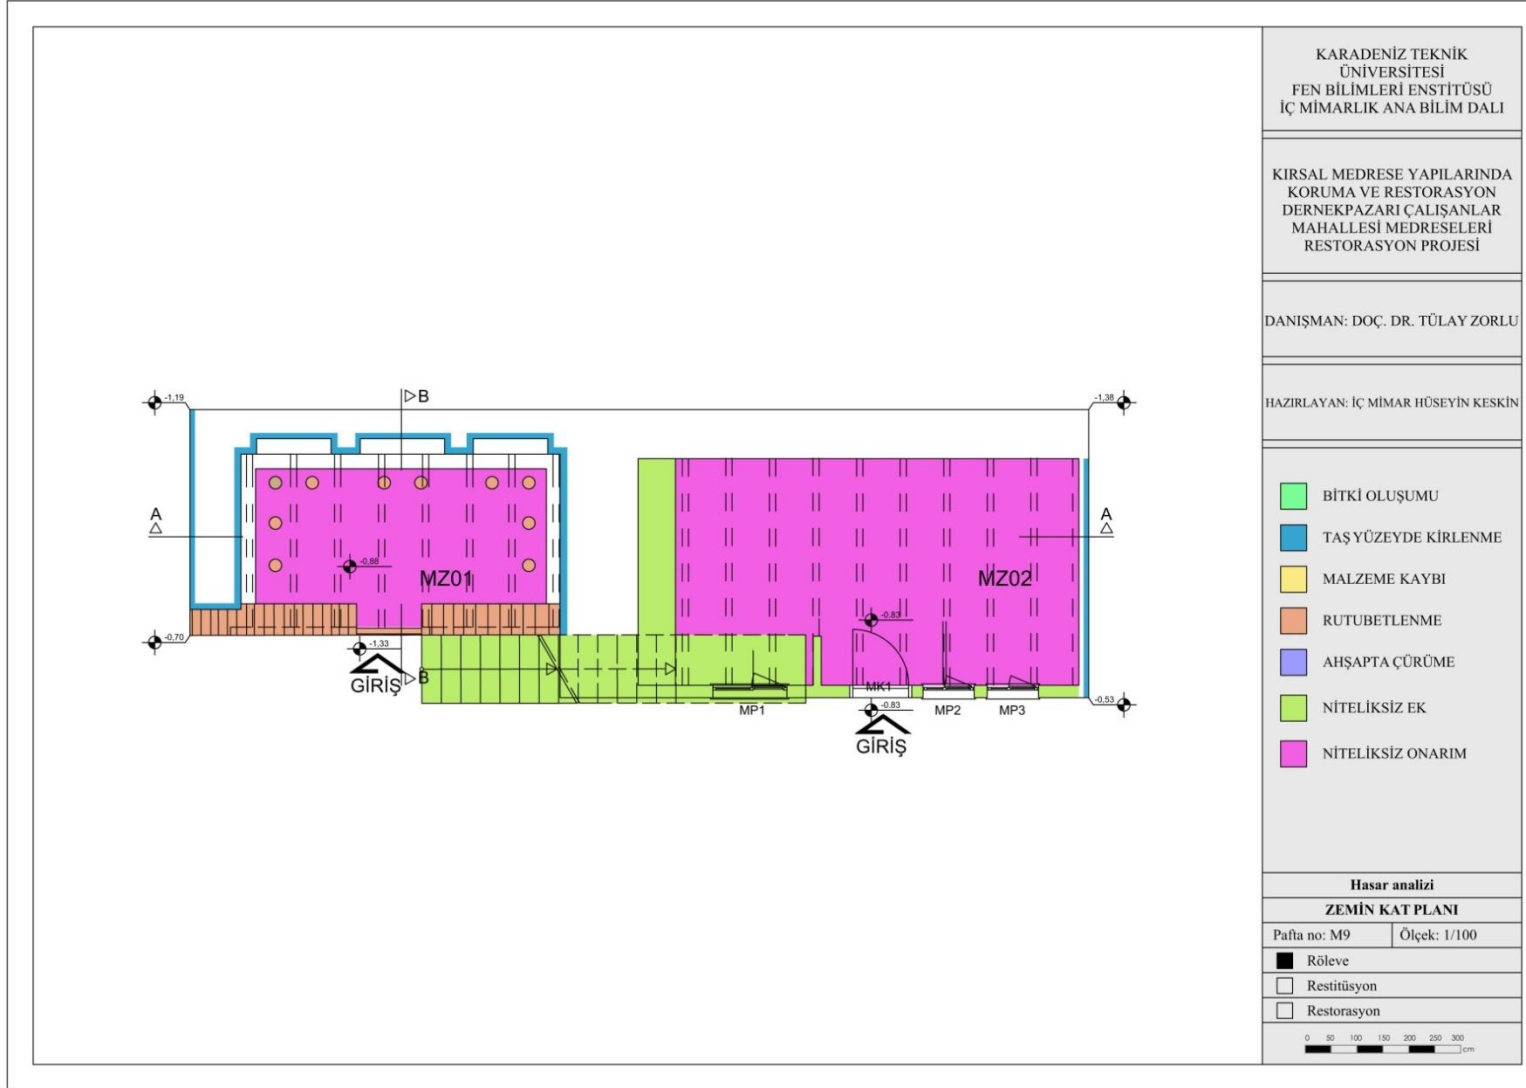 KARADENİZ TEKNİK
ÜNİVERSİTESİ
FEN BİLİMLERİ ENSTİTÜSÜ
İÇ MİMARLIK ANA BİLİM DALI
KIRSAL MEDRESE YAPILARINDA
KORUMA VE RESTORASYON
DERNEKPAZARI ÇALIŞANLAR
MAHALLESİ MEDRESELERİ
RESTORASYON PROJESİ
DANIŞMAN: DOÇ. DR. TÜLAY ZORLU
HAZIRLAYAN: İÇ MİMAR HÜSEYİN KESKİN
BİTKİ OLUŞUMU
TAŞ YÜZEYDE KİRLENME
MALZEME KAYBI
RUTUBETLENME
AHŞAPTA ÇÜRÜME
NİTELİKSİZ EK
NİTELİKSİZ ONARIM
Hasar analizi
ZEMİN KAT PLANI
Pafta no: M9 Ölçek: 1/100
Röleve
Restitüsyon
Restorasyon
0 50 100 150 200 250 300
cm
-1,19
B
-1,38
A
A
-0,88
MZ01
MZ02
-0,83
-0,70
-1,33
B
GİRİŞ
MK1
-0,53
MP1
-0,83
MP2
MP3
GİRİŞ